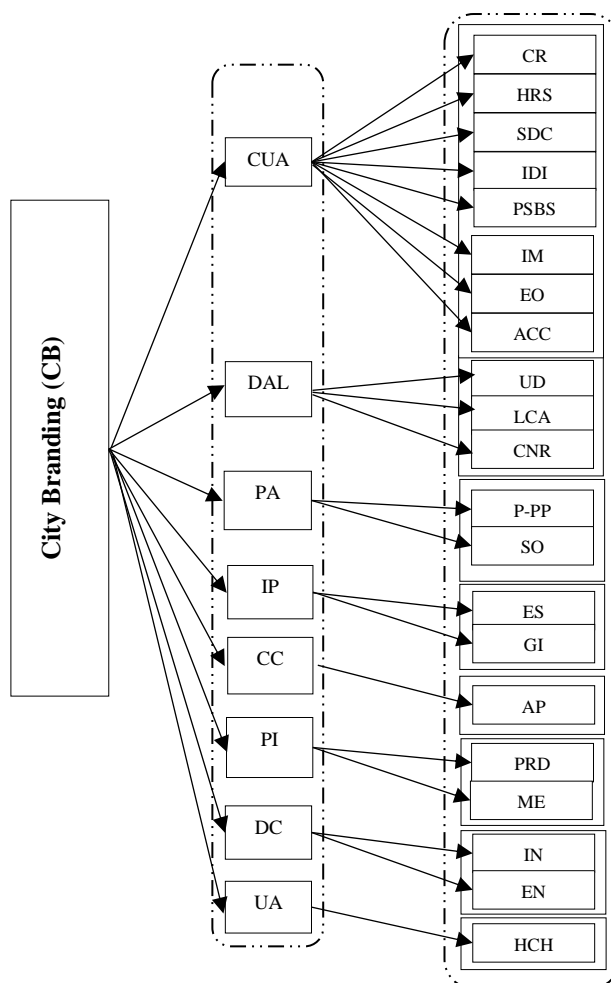 City Branding (CB)
CUA
DAL
PA
IP
CC
PI
DC
UA
CR
HRS
SDC
IDI
PSBS
IM
EO
ACC
UD
LCA
CNR
P-PP
SO
ES
GI
AP
PRD
ME
IN
EN
HCH